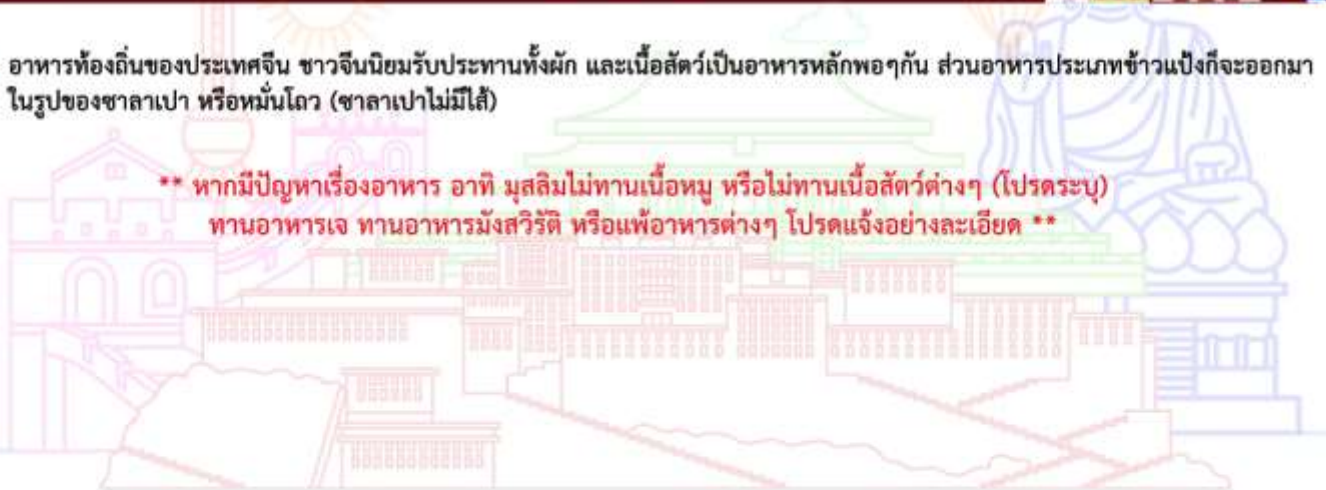 อาหารท้องถิ่นของประเทศจีน ชาวจีนนิยมรับประทานทั้งผัก และเนื้อสัตว์เป็นอาหารหลักพอๆกัน ส่วนอาหารประเภทข้าวแป้งก็จะออกมา
ในรูปของซาลาเปา หรือหมั่นโถว (ซาลาเปาไม่มีไส้)
** หากมีปัญหาเรื่องอาหาร อาทิ มุสลิมไม่ทานเนื้อหมู หรือไม่ทานเนื้อสัตว์ต่างๆ (โปรดระบุ)
ทานอาหารเจ ทานอาหารมังสวิรัติ หรือแพ้อาหารต่างๆ โปรดแจ้งอย่างละเอียด **